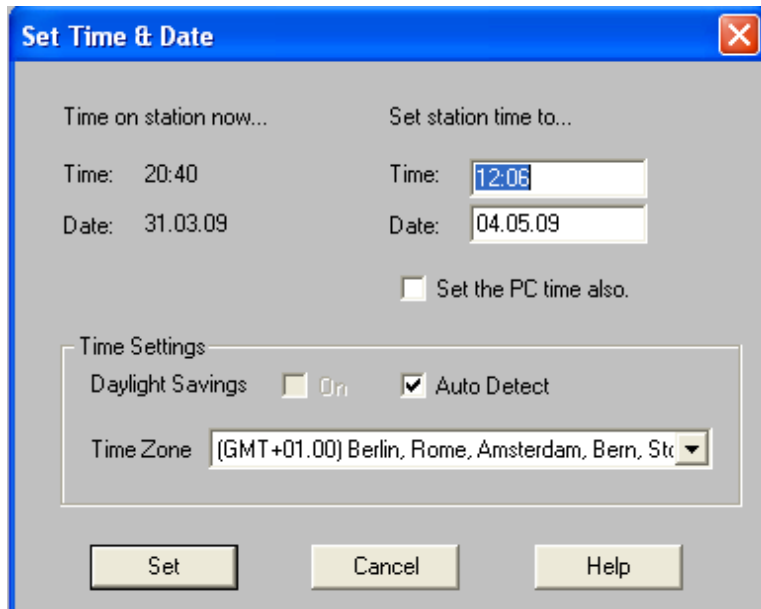 Set Time & Date
Time on station now...
Set station time to...
Time: 20:40
Time: 12:06
Date: 31.03.09
Date: 04.05.09
Set the PC time also.
Time Settings
Daylight Savings On Auto Detect
Time Zone (GMT+01.00) Berlin, Rome, Amsterdam, Bern, Sto
Set Cancel Help